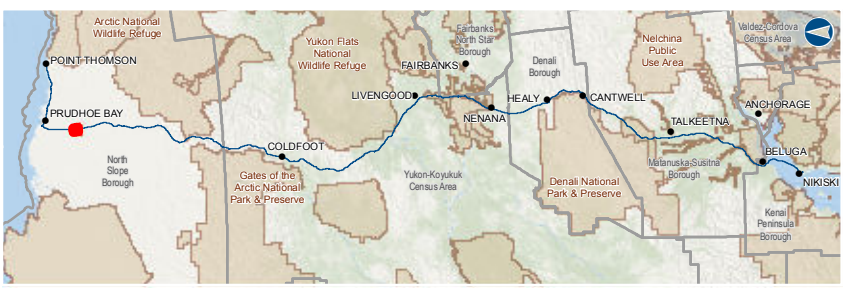 Arctic National
Wildlife Refuge
POINT THOMSON
PRUDHOE BAY
North
Slope
Borough
COLDFOOT
Gates of the
Arctic National
Park & Preserve
Yukon Flats
National
Wildlife Refuge
LIVENGOOD
FAIRBANKS
Fairbanks
North Star
Borough
NENANA
Yukon-Koyukuk
Census Area
Denali
Borough
HEALY
CANTWELL
Denali National
Park & Preserve
Nelchina
Public
Use Area
TALKEETNA
Matanuska-Susitna
Borough
Valdez-Cordova
Census Area
ANCHORAGE
BELUGA
NIKISKI
Kenai
Peninsula
Borough